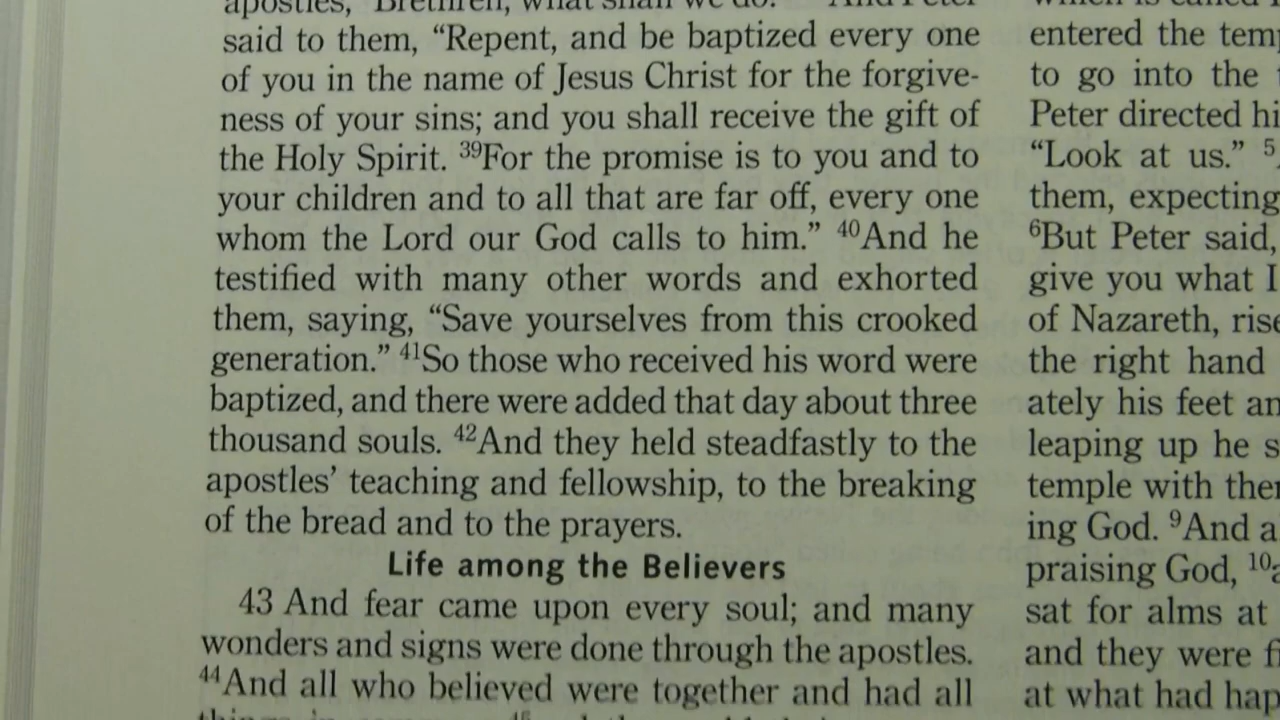 apostles, "Brethren, what shall we do?" And Peter
said to them, “Repent, and be baptized every one
of you in the name of Jesus Christ for the forgive-
ness of your sins; and you shall receive the gift of
the Holy Spirit. ³⁹For the promise is to you and to
your children and to all that are far off, every one
whom the Lord our God calls to him.” ⁴⁰And he
testified with many other words and exhorted
them, saying, “Save yourselves from this crooked
generation.” ⁴¹So those who received his word were
baptized, and there were added that day about three
thousand souls. ⁴²And they held steadfastly to the
apostles’ teaching and fellowship, to the breaking
of the bread and to the prayers.
Life among the Believers
43 And fear came upon every soul; and many
wonders and signs were done through the apostles.
⁴⁴And all who believed were together and had all
entered the tem
to go into the
Peter directed hi
“Look at us.” ⁵
them, expecting
⁶But Peter said,
give you what I
of Nazareth, rise
the right hand
ately his feet an
leaping up he s
temple with the
ing God. ⁹And a
praising God, ¹⁰a
sat for alms at
and they were f
at what had hap